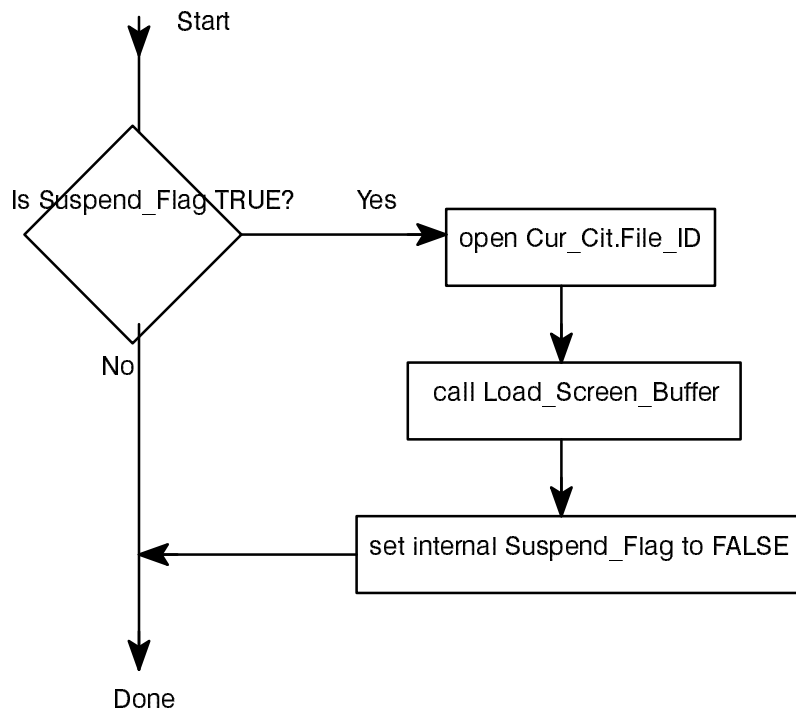 Start
Is Suspend_Flag TRUE?
Yes
open Cur_Cit.File_ID
No
call Load_Screen_Buffer
set internal Suspend_Flag to FALSE
Done